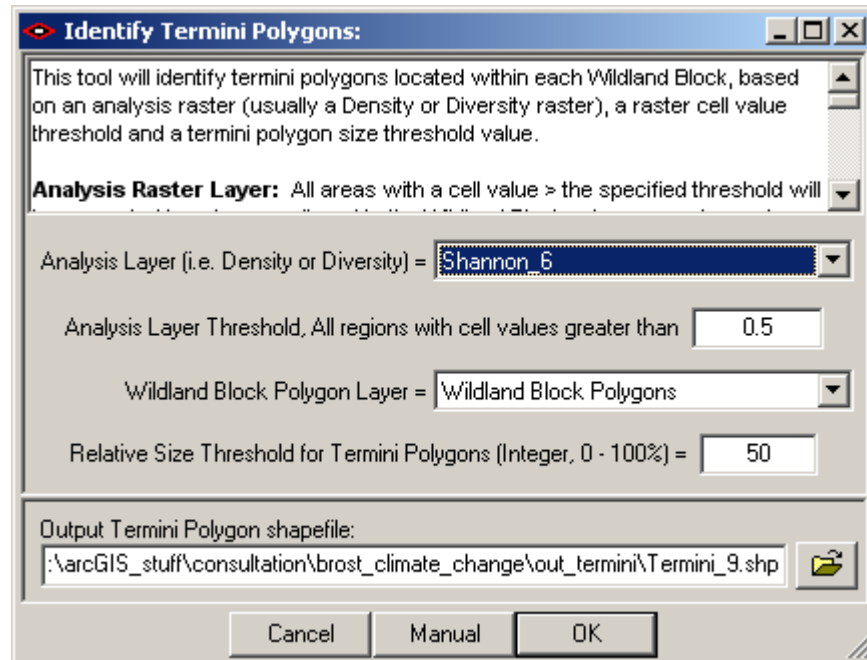 Identify Termini Polygons:
This tool will identify termini polygons located within each Wildland Block, based
on an analysis raster (usually a Density or Diversity raster), a raster cell value
threshold and a termini polygon size threshold value.
Analysis Raster Layer: All areas with a cell value > the specified threshold will
Analysis Layer (i.e. Density or Diversity) = Shannon_6
Analysis Layer Threshold, All regions with cell values greater than 0.5
Wildland Block Polygon Layer = Wildland Block Polygons
Relative Size Threshold for Termini Polygons (Integer, 0 - 100%) = 50
Output Termini Polygon shapefile:
:\arcGIS_stuff\consultation\brost_climate_change\out_termini\Termini_9.shp
Cancel Manual OK